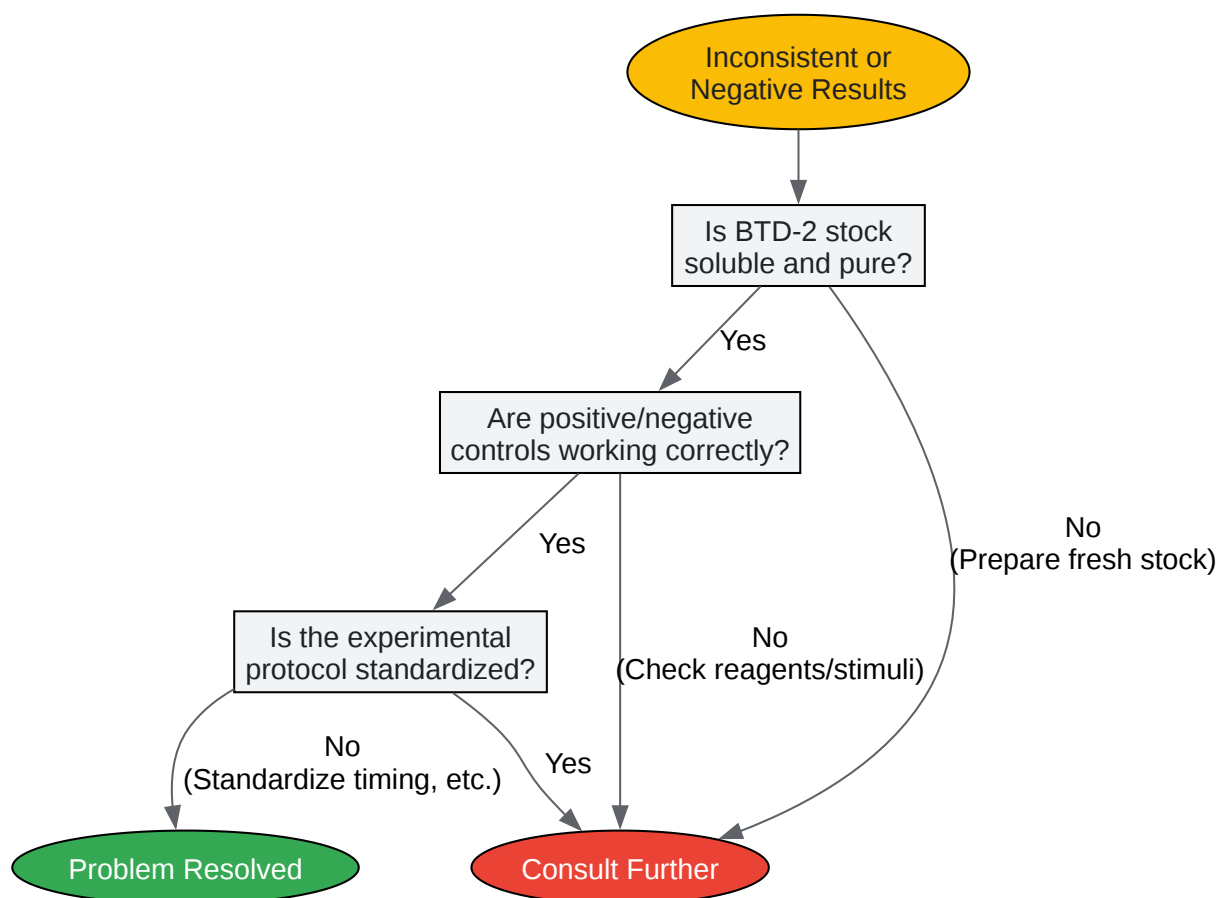 Inconsistent or
Negative Results
Is BTD-2 stock
soluble and pure?
Yes
Are positive/negative
controls working correctly?
Yes
No
(Prepare fresh stock)
Is the experimental
protocol standardized?
No
(Check reagents/stimuli)
No
(Standardize timing, etc.)
Yes
Problem Resolved
Consult Further